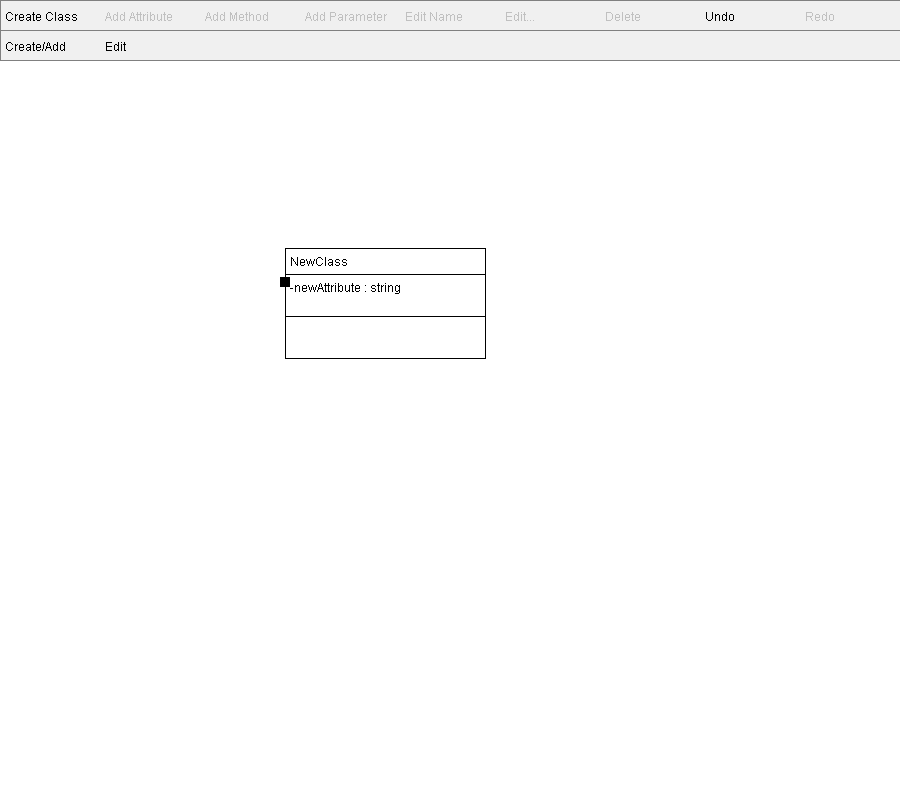 Create Class Add Attribute Add Method Add Parameter Edit Name Edit... Delete Undo Redo
Create/Add Edit
NewClass
-newAttribute : string